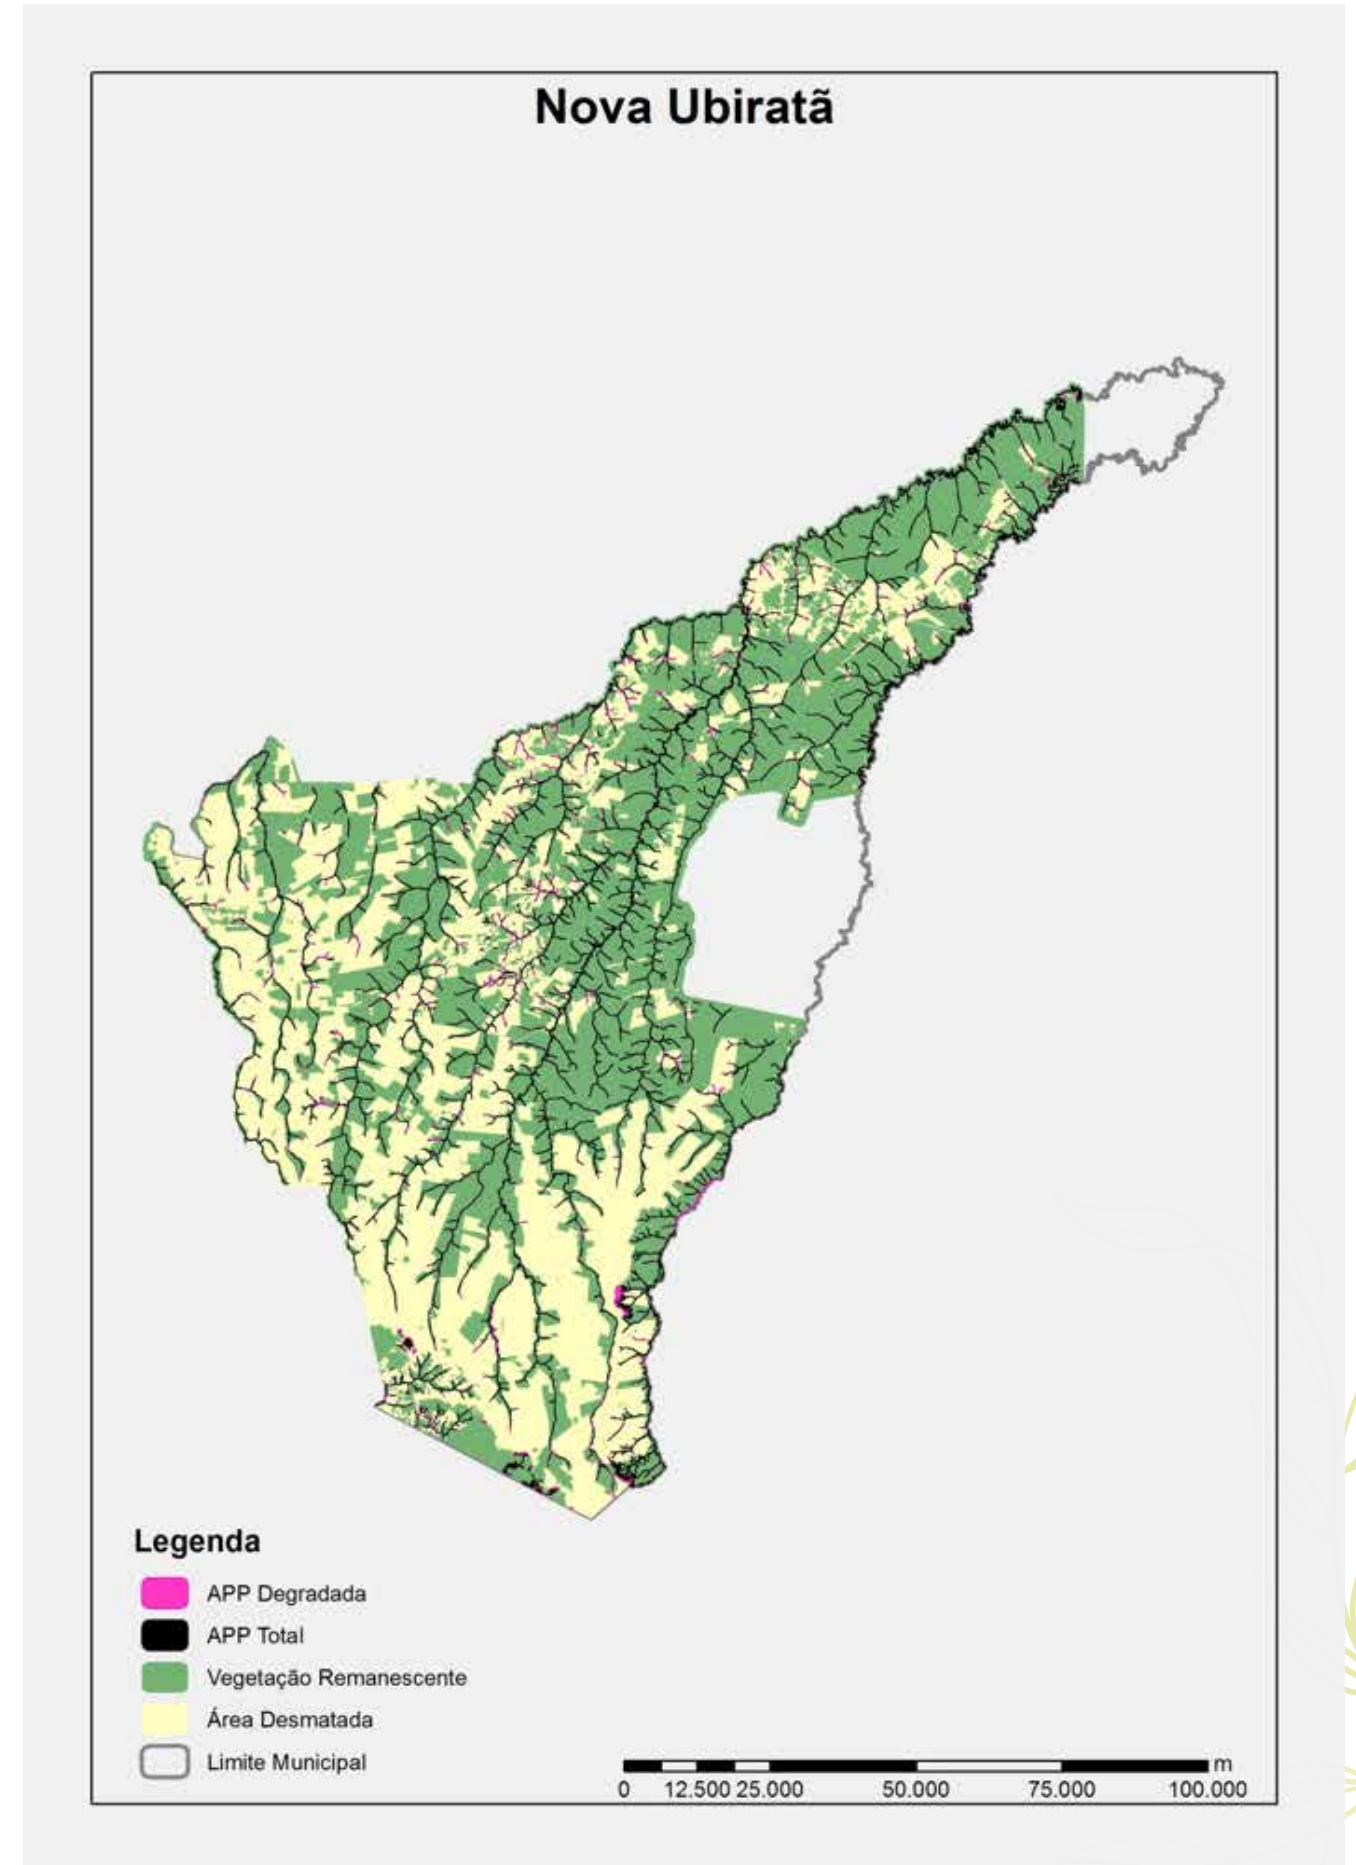 Nova Ubiratã
Legenda
APP Degradada
APP Total
Vegetação Remanescente
Área Desmatada
Limite Municipal
m
0 12.500 25.000 50.000 75.000 100.000